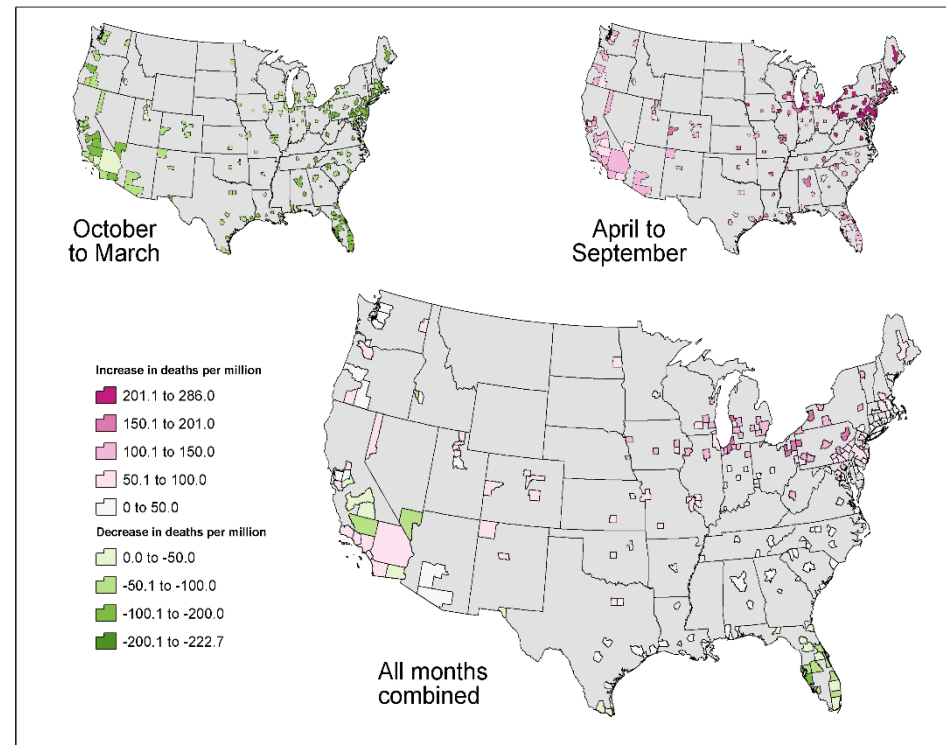 October
to March
April to
September
Increase in deaths per million
201.1 to 286.0
150.1 to 201.0
100.1 to 150.0
50.1 to 100.0
0 to 50.0
Decrease in deaths per million
0.0 to -50.0
-50.1 to -100.0
-100.1 to -200.0
-200.1 to -222.7
All months
combined